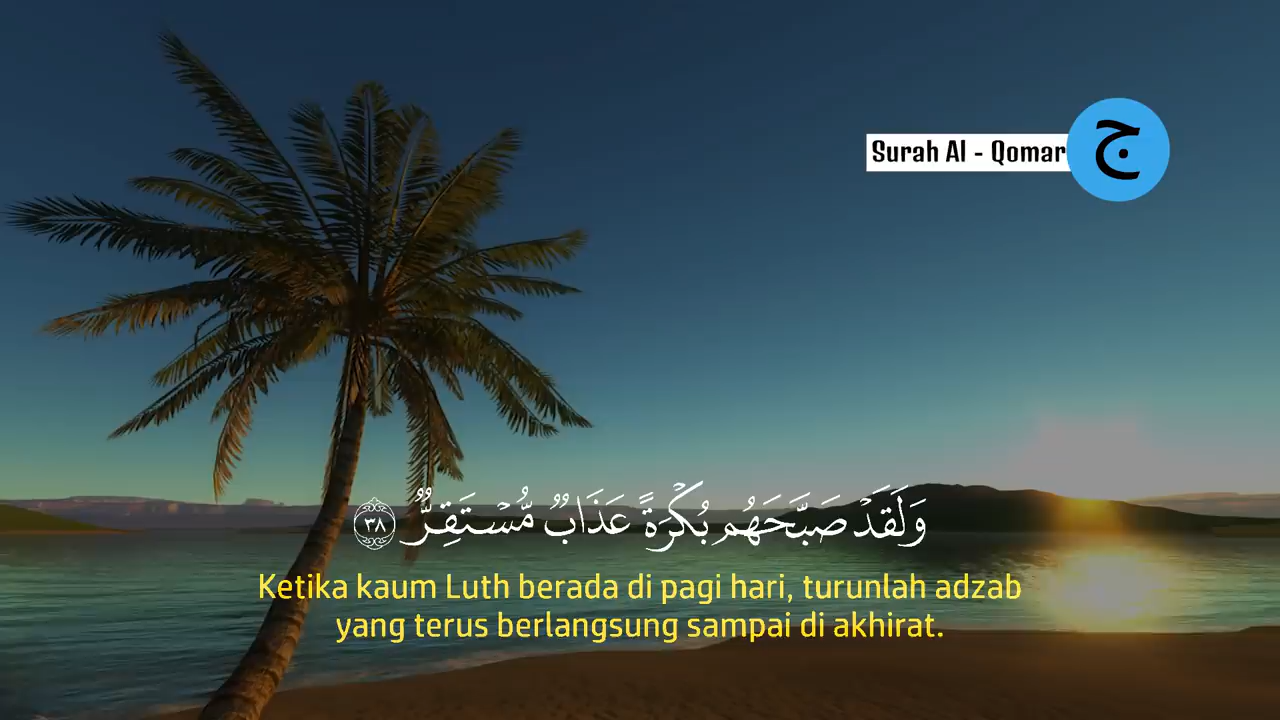 Surah Al - Qomar
ج
وَلَقَدْ صَبَّحَهُم بُكْرَةً عَذَابٌ مُّسْتَقِرٌّ ٣٨
Ketika kaum Luth berada di pagi hari, turunlah adzab
yang terus berlangsung sampai di akhirat.